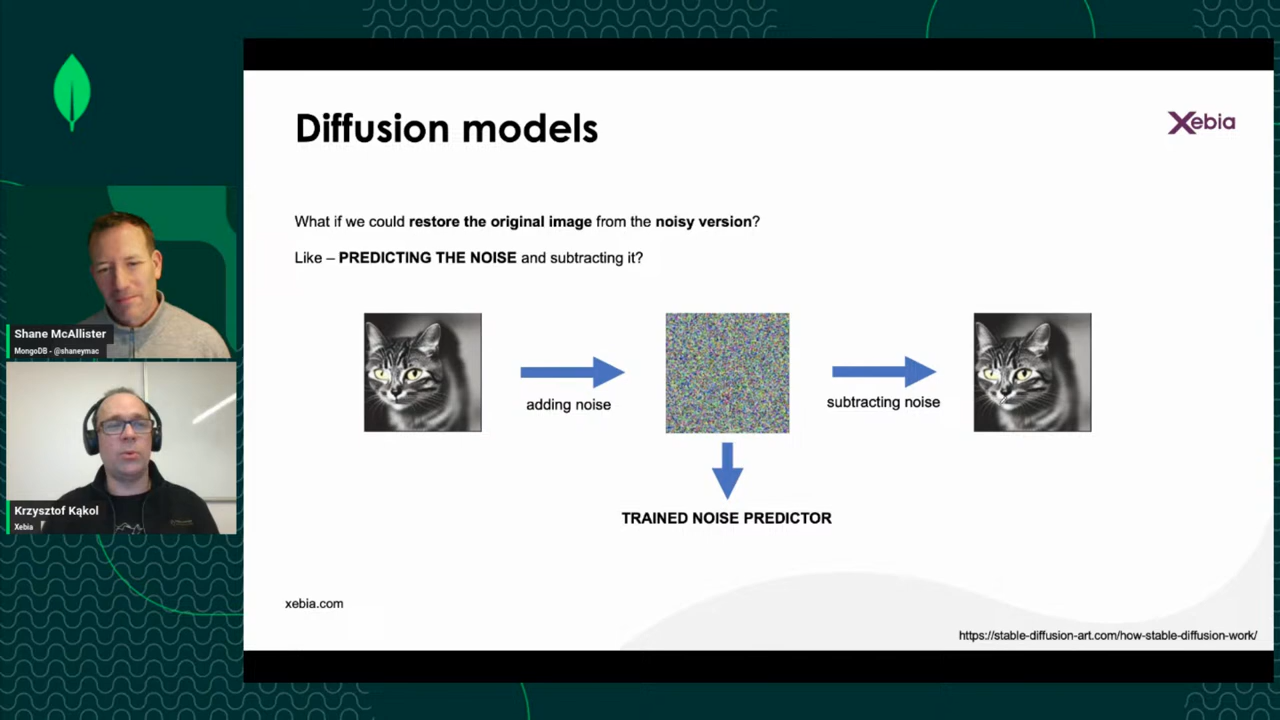 Diffusion models
Xebia
What if we could restore the original image from the noisy version?
Like – PREDICTING THE NOISE and subtracting it?
adding noise
subtracting noise
TRAINED NOISE PREDICTOR
xebia.com
https://stable-diffusion-art.com/how-stable-diffusion-work/
Shane McAllister
MongoDB - @shaneymac
Krzysztof Kąkol
Xebia